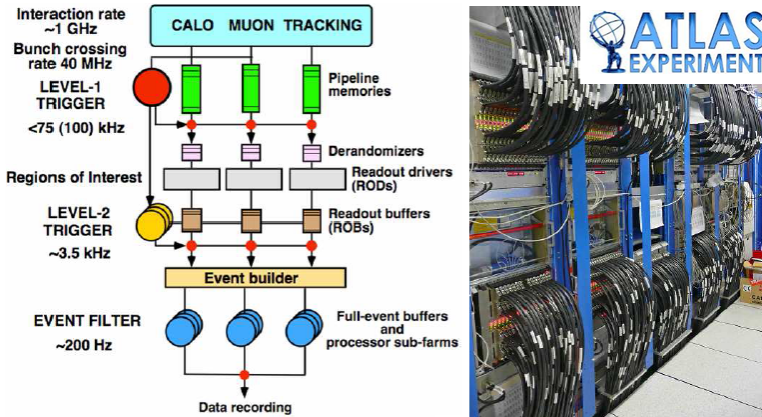 Interaction rate
~1 GHz
CALO MUON TRACKING
Bunch crossing
rate 40 MHz
LEVEL-1
TRIGGER
<75 (100) kHz
Pipeline
memories
Derandomizers
Regions of Interest
Readout drivers
(RODs)
LEVEL-2
TRIGGER
~3.5 kHz
Readout buffers
(ROBs)
Event builder
EVENT FILTER
~200 Hz
Full-event buffers
and
processor sub-farms
Data recording
ATLAS
EXPERIMENT